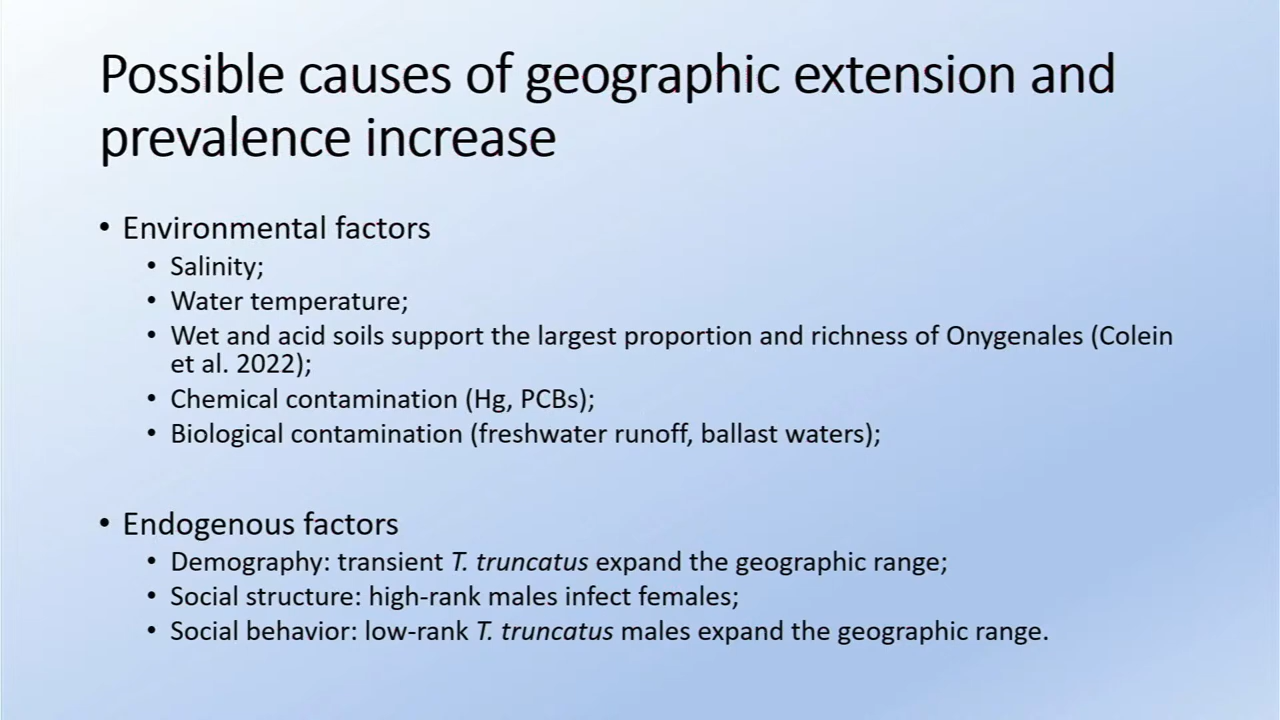 Possible causes of geographic extension and
prevalence increase
• Environmental factors
• Salinity;
• Water temperature;
• Wet and acid soils support the largest proportion and richness of Onygenales (Colein
et al. 2022);
• Chemical contamination (Hg, PCBs);
• Biological contamination (freshwater runoff, ballast waters);
• Endogenous factors
• Demography: transient T. truncatus expand the geographic range;
• Social structure: high-rank males infect females;
• Social behavior: low-rank T. truncatus males expand the geographic range.